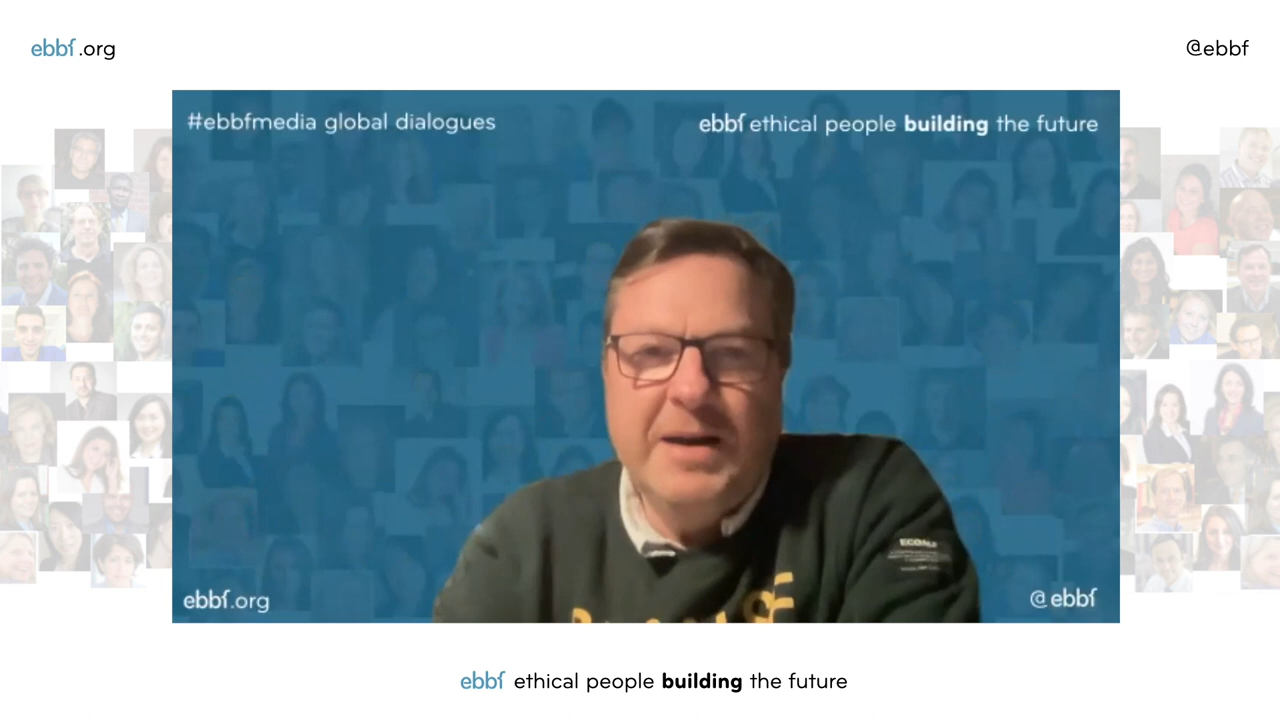 ebbf.org
@ebbf
#ebbfmedia global dialogues
ebbf ethical people building the future
ECOALF
ebbf.org
@ebbf
ebbf ethical people building the future